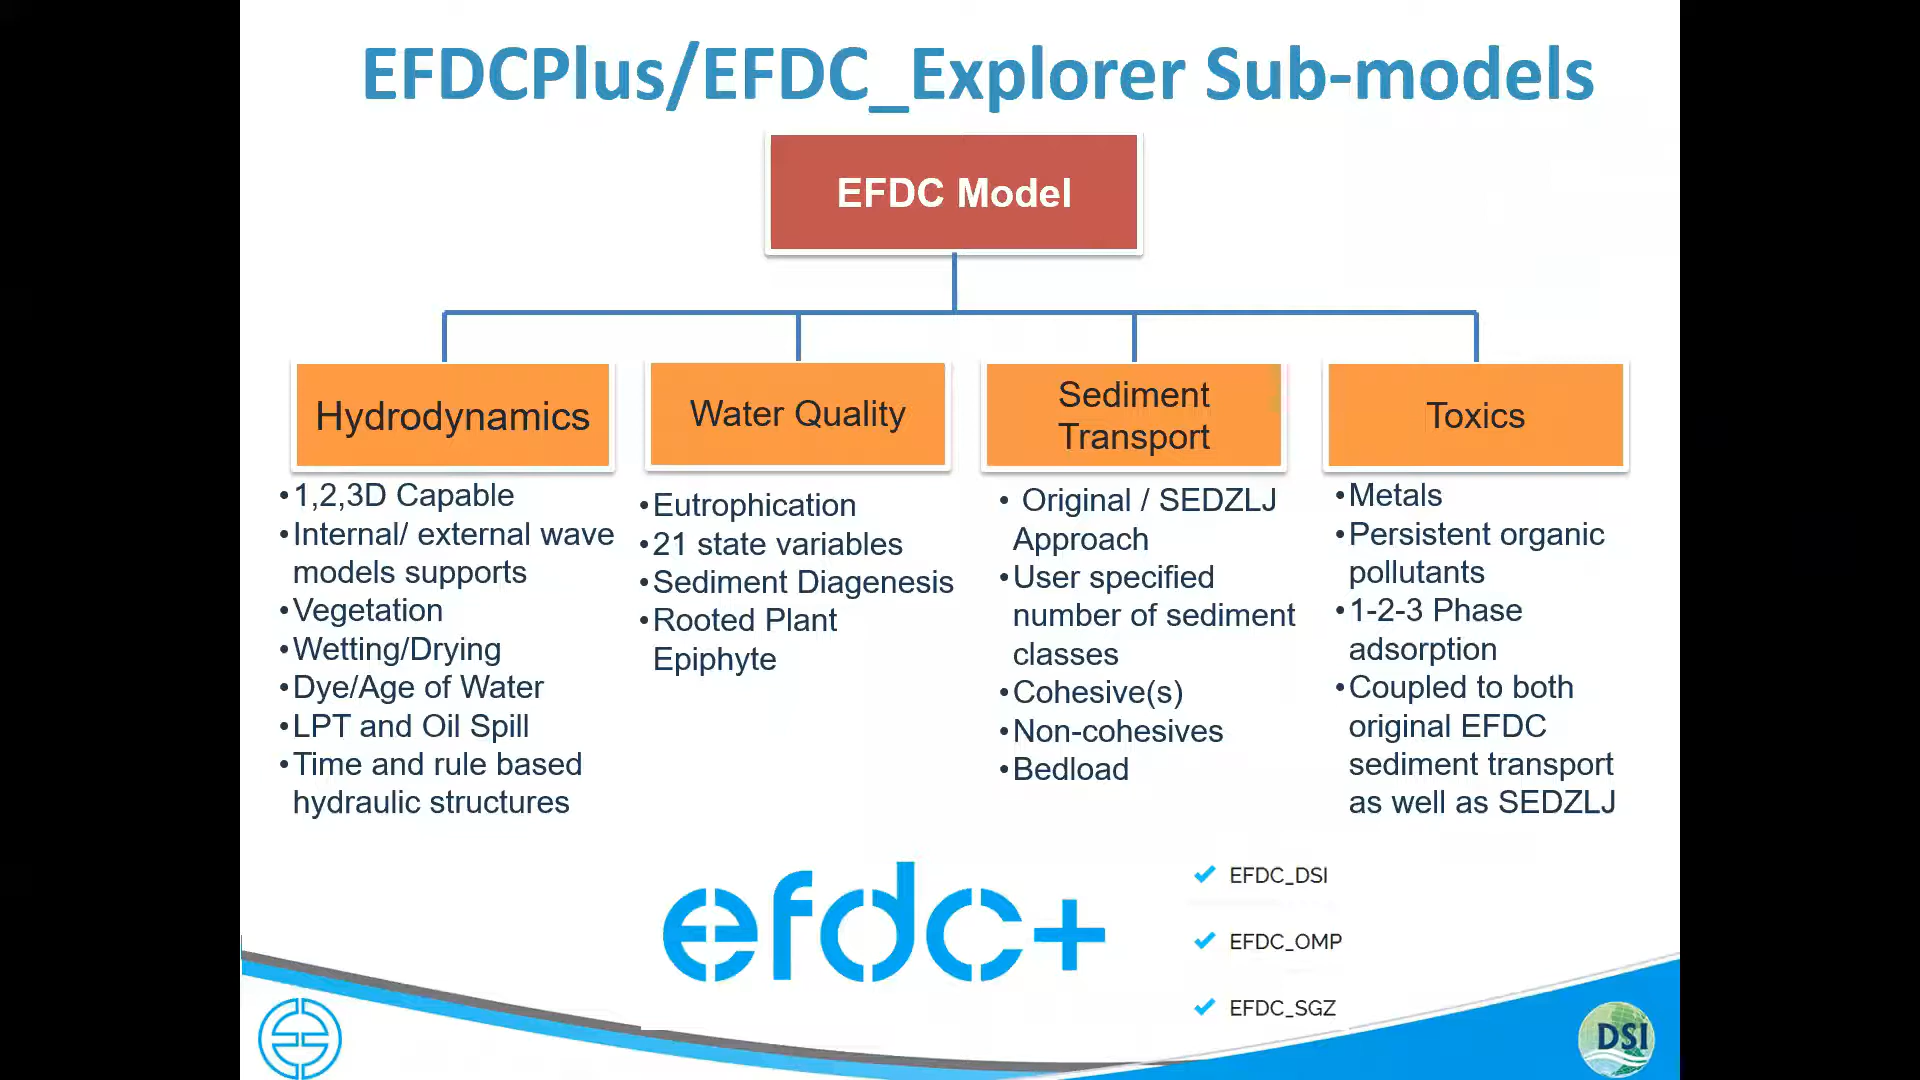 EFDCPlus/EFDC_Explorer Sub-models
EFDC Model
Hydrodynamics
•1,2,3D Capable
•Internal/ external wave
models supports
•Vegetation
•Wetting/Drying
•Dye/Age of Water
•LPT and Oil Spill
•Time and rule based
hydraulic structures
Water Quality
•Eutrophication
•21 state variables
•Sediment Diagenesis
•Rooted Plant
Epiphyte
Sediment
Transport
• Original / SEDZLJ
Approach
•User specified
number of sediment
classes
•Cohesive(s)
•Non-cohesives
•Bedload
Toxics
•Metals
•Persistent organic
pollutants
•1-2-3 Phase
adsorption
•Coupled to both
original EFDC
sediment transport
as well as SEDZLJ
efdc+
EFDC_DSI
EFDC_OMP
EFDC_SGZ
DSI